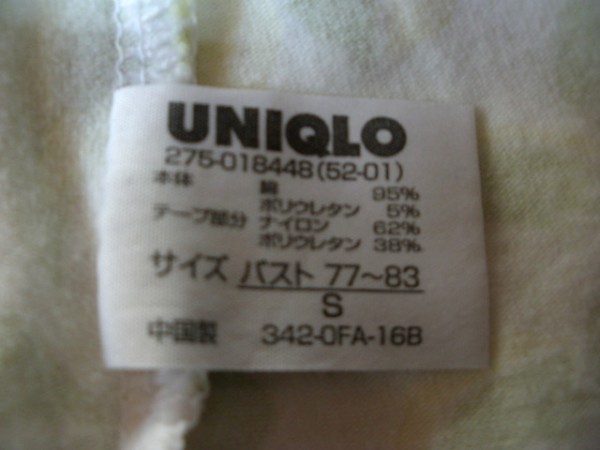 UNIQLO
275-018448(52-01)
本体 綿 95%
ポリウレタン 5%
テープ部分 ナイロン 62%
ポリウレタン 38%
サイズ バスト 77~83
S
中国製 342-0FA-16B